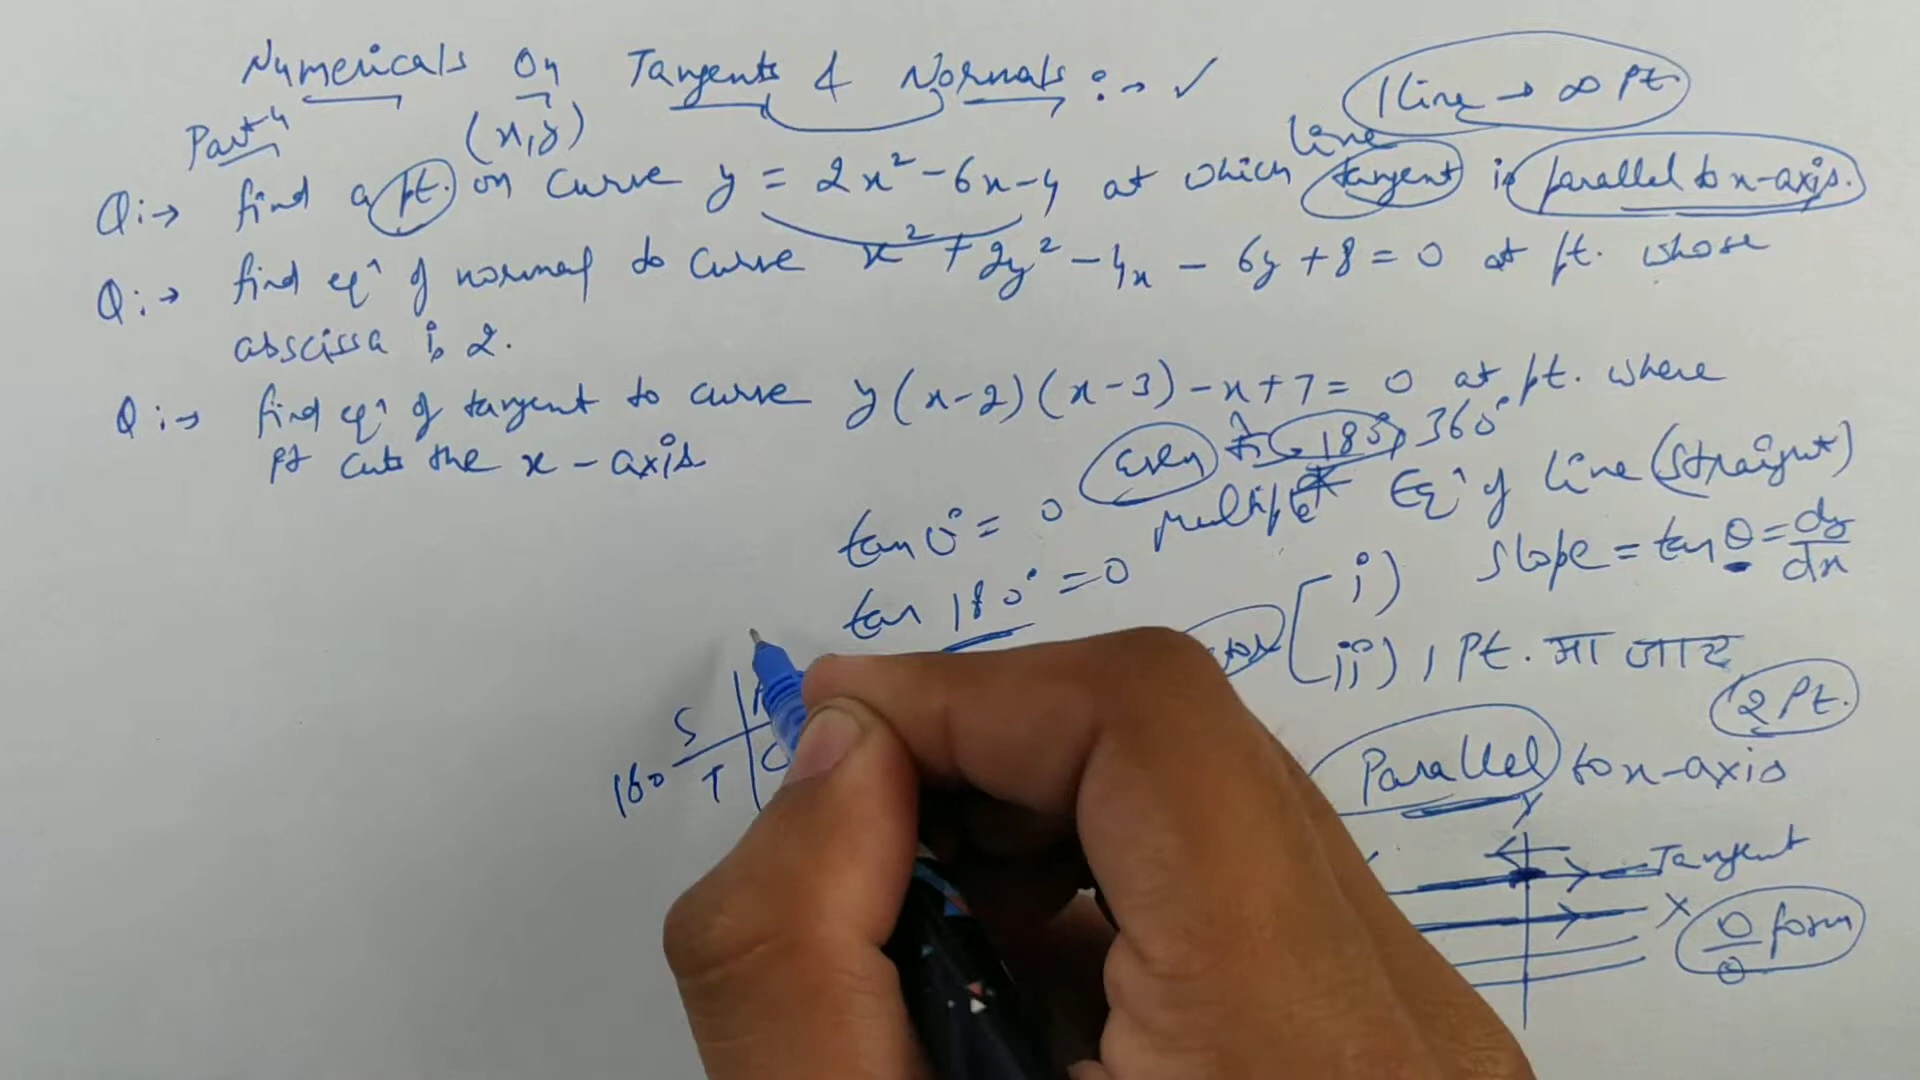 Numericals On Tangents & Normals :→ ✓
Part-4
(x,y)
1 line → ∞ pt.
line
Q:→ find a pt. on curve y = 2x² - 6x - 4 at which tangent is parallel to x-axis.
Q:→ find eqⁿ of normal to curve x² + 2y² - 4x - 6y + 8 = 0 at pt. whose
abscissa is 2.
Q:→ find eqⁿ of tangent to curve y(x-2)(x-3) - x + 7 = 0 at pt. where
it cuts the x-axis
Even 180°, 360°
multiple
tan 0° = 0
tan 180° = 0
Eqⁿ of line (straight)
i) slope = tan θ = dy/dx
ii) 1 pt. मा जाए
2 Pt.
S
T
180
Parallel to x-axis
Y
Tangent
X
0/0 form